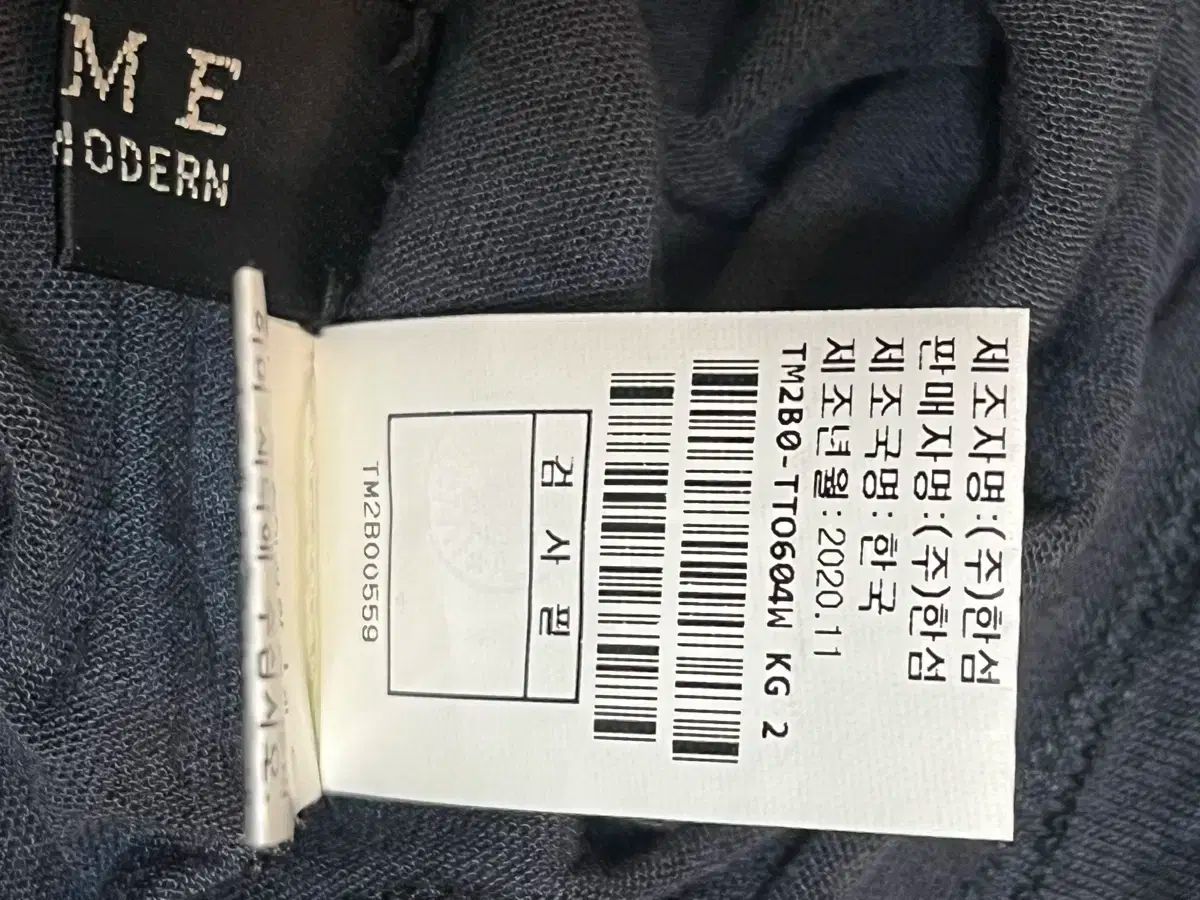 M E
MODERN
제조자명:(주)한섬
판매자명:(주)한섬
제조국명: 한국
제조년월: 2020.11
TM2B0-TTO604W KG 2
검 사 필
TM2B00559